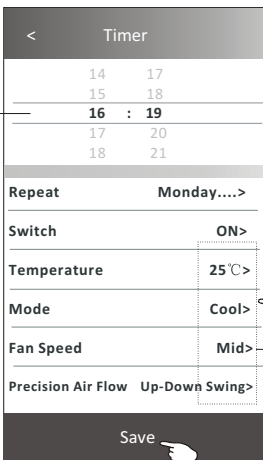 < Timer
14 17
15 18
16 : 19
17 20
18 21
Repeat Monday....>
Switch ON>
Temperature 25℃>
Mode Cool>
Fan Speed Mid>
Precision Air Flow Up-Down Swing>
Save